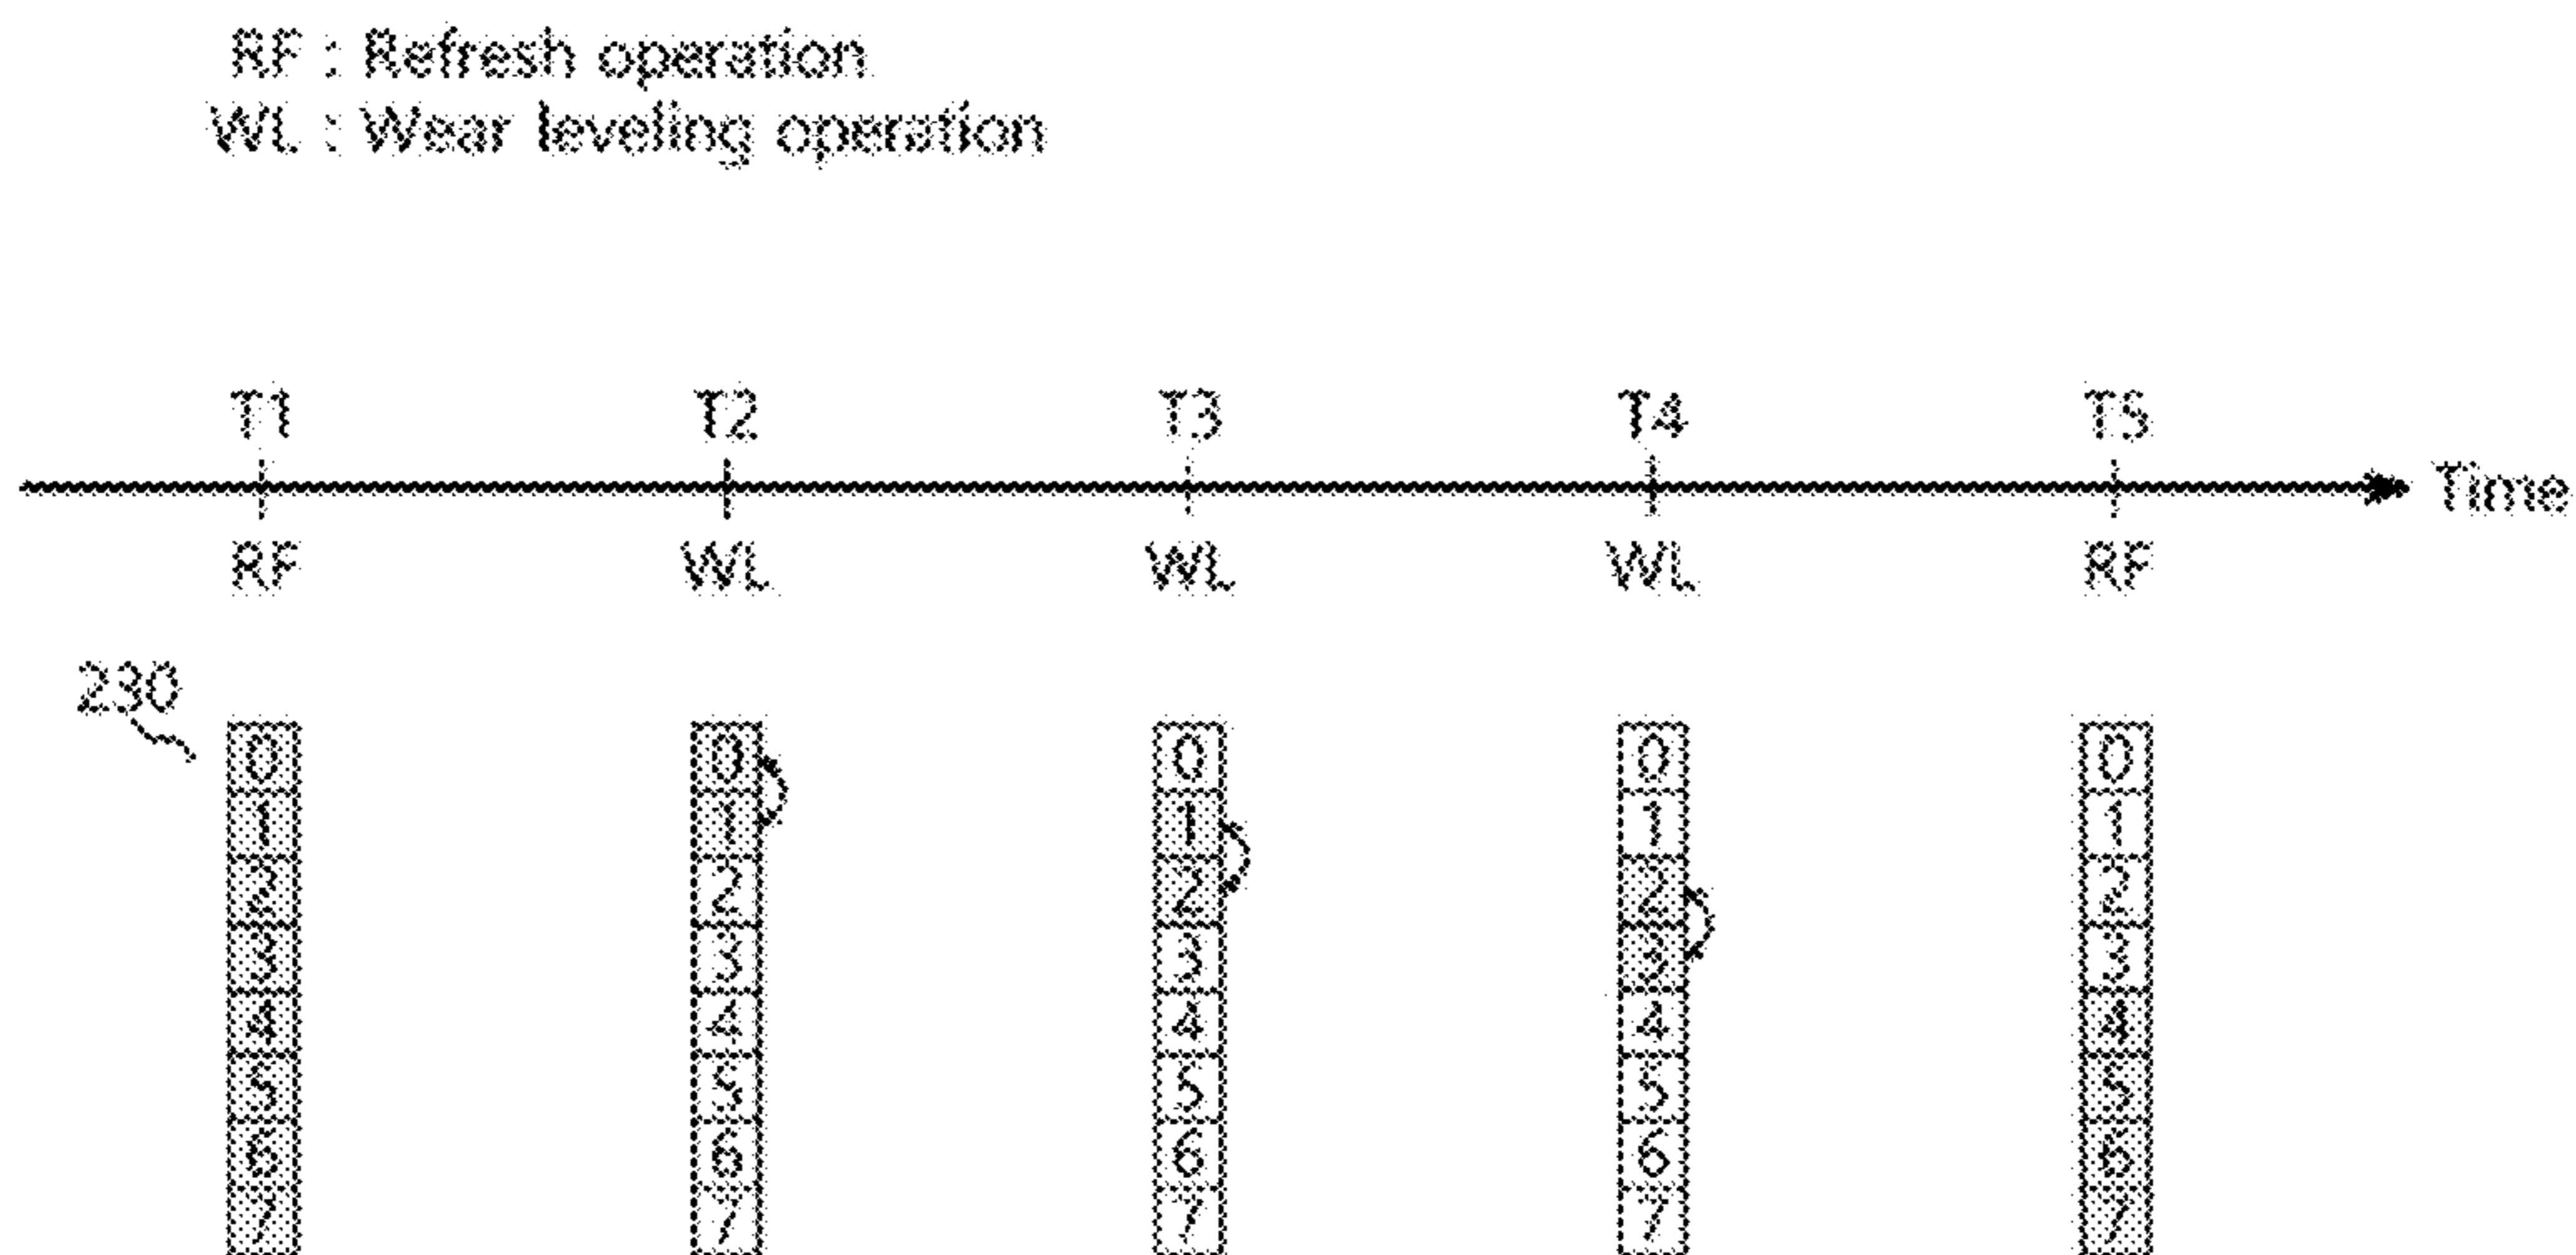 RF : Refresh operation
WL : Wear leveling operation
T1 T2 T3 T4 T5
Time
RF WL WL WL RF
230
0 0 0 0 0
1 1 1 1 1
2 2 2 2 2
3 3 3 3 3
4 4 4 4 4
5 5 5 5 5
6 6 6 6 6
7 7 7 7 7